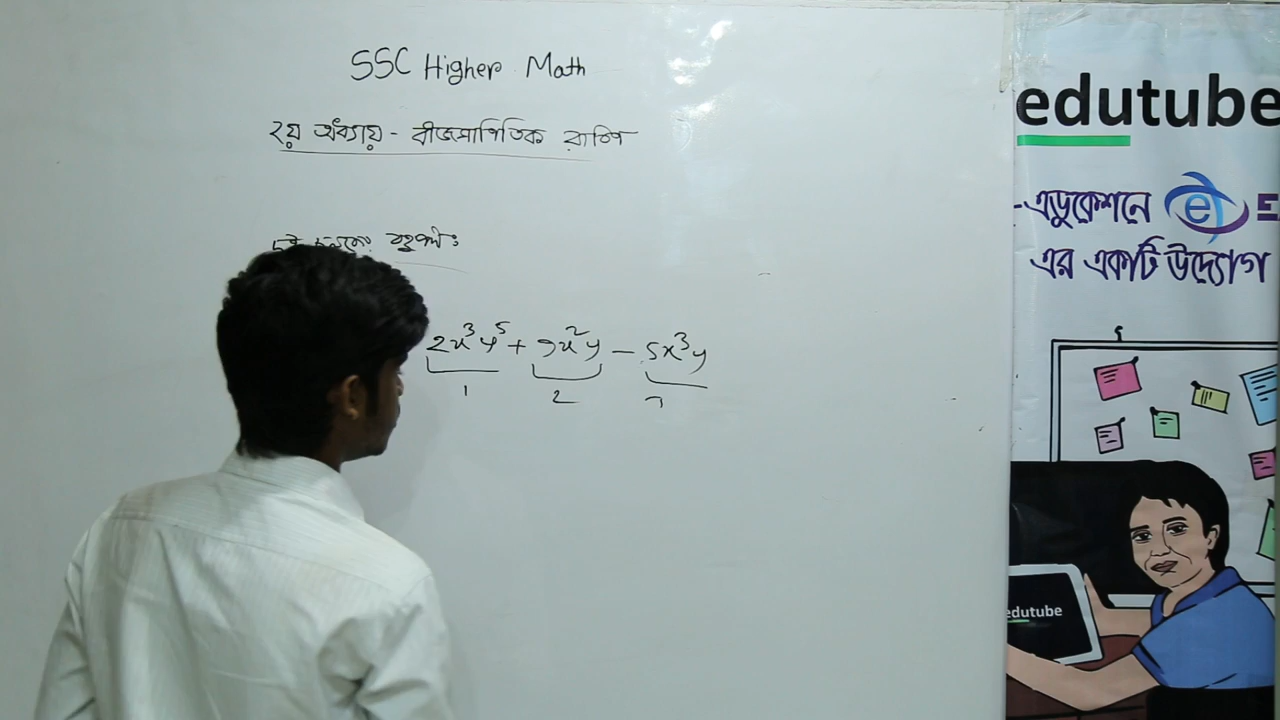 SSC Higher Math
২য় অধ্যায় - বীজগাণিতিক রাশি
বহুপদীঃ
2x³y⁵ + 7x²y - 5x³y
1 2 3
edutube
-এডুকেশনে e E
এর একটি উদ্যোগ
edutube